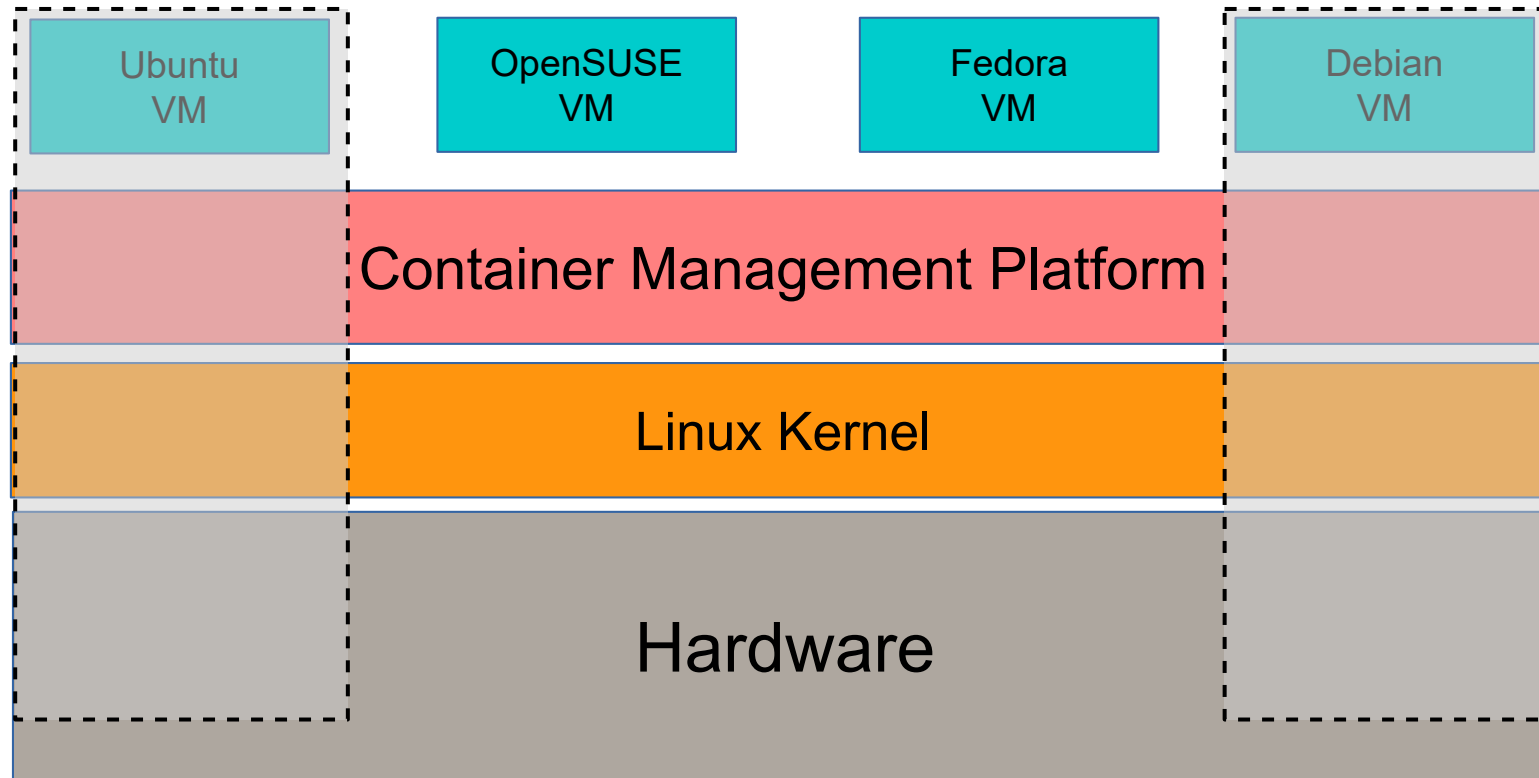 Ubuntu
VM
OpenSUSE
VM
Fedora
VM
Debian
VM
Container Management Platform
Linux Kernel
Hardware